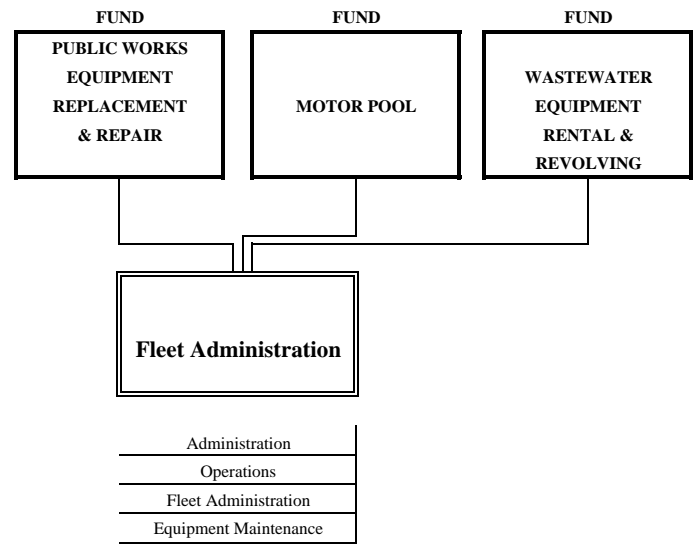 FUND
PUBLIC WORKS
EQUIPMENT
REPLACEMENT
& REPAIR
FUND
MOTOR POOL
FUND
WASTEWATER
EQUIPMENT
RENTAL &
REVOLVING
Fleet Administration
Administration
Operations
Fleet Administration
Equipment Maintenance